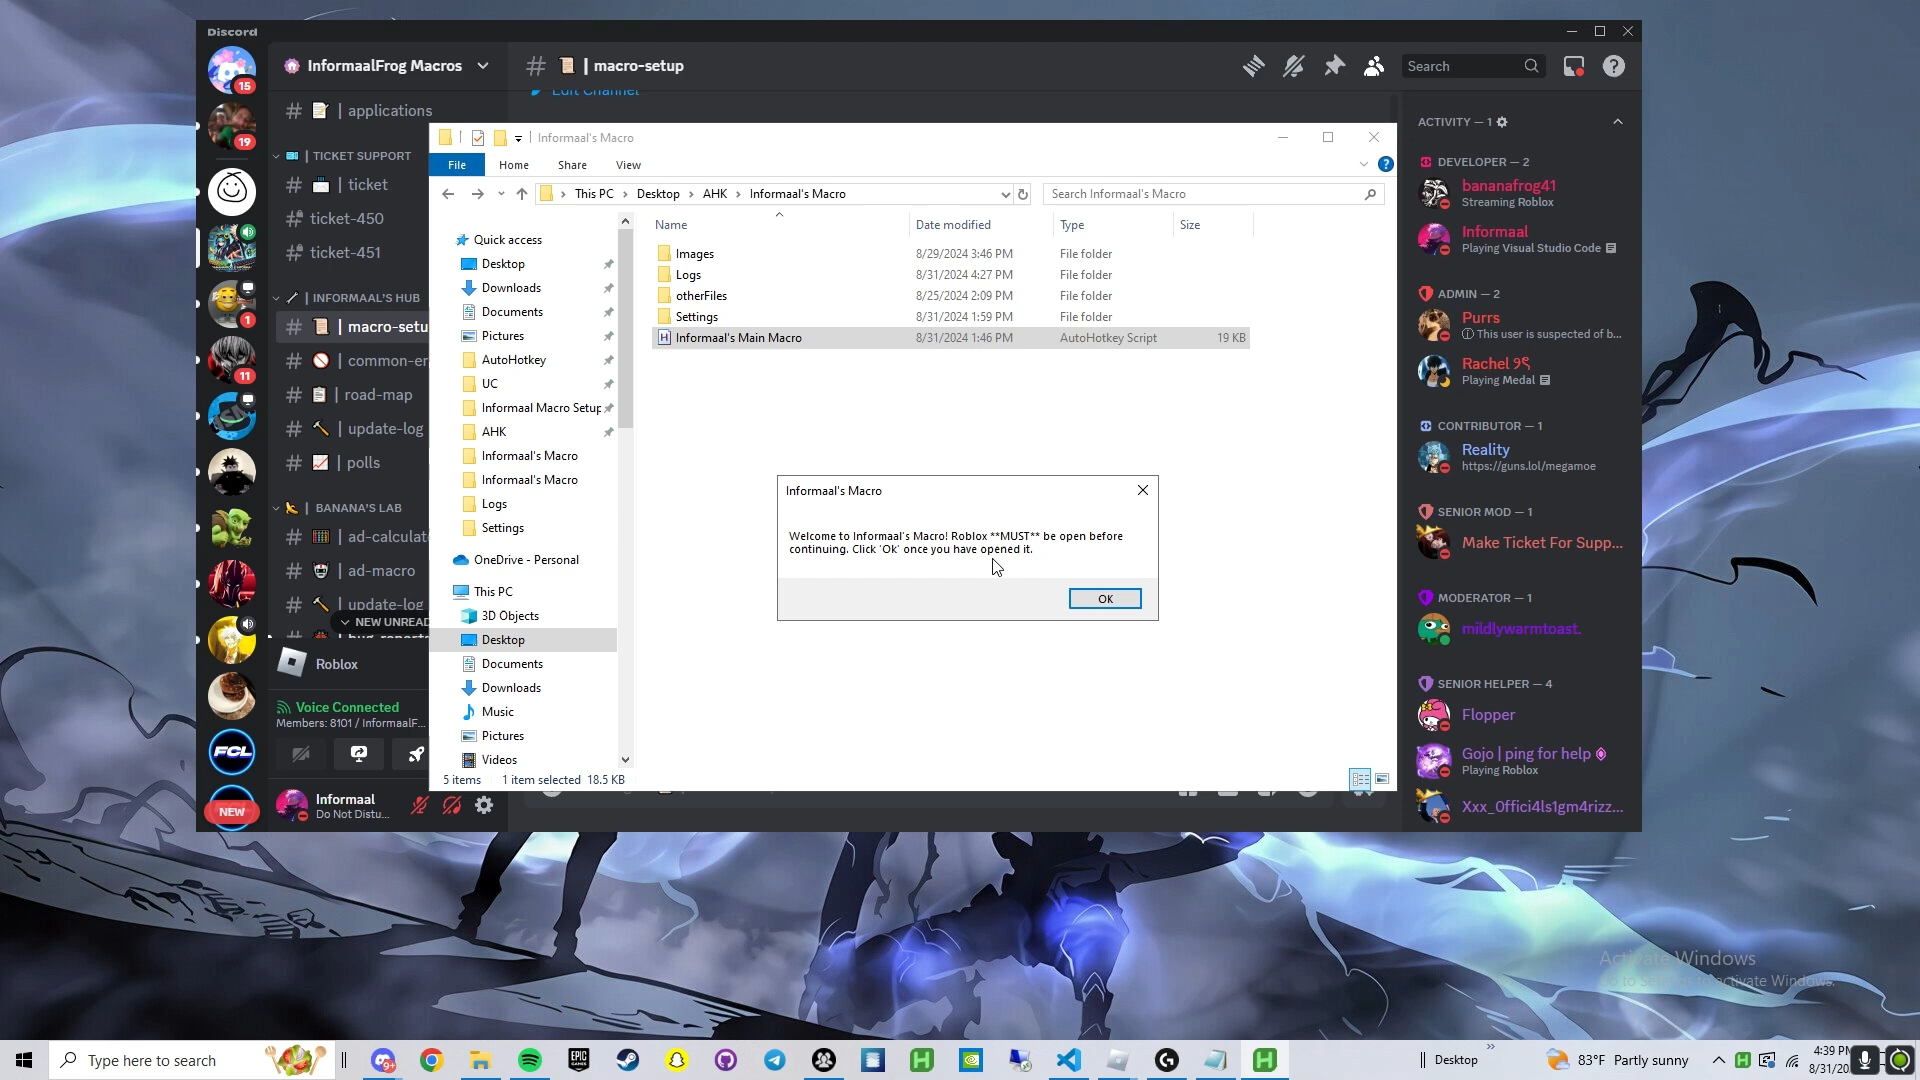 Discord
InformaalFrog Macros
| macro-setup
Search
Edit Channel
15
19
1
11
NEW
| applications
| TICKET SUPPORT
| ticket
ticket-450
ticket-451
| INFORMAAL'S HUB
| macro-setu
| common-er
| road-map
| update-log
| polls
| BANANA'S LAB
| ad-calculat
| ad-macro
| update-log
NEW UNREAD
Roblox
Voice Connected
Members: 8101 / InformaalF...
Informaal
Do Not Distu...
FCL
Informaal's Macro
File
Home
Share
View
This PC
Desktop
AHK
Informaal's Macro
Search Informaal's Macro
Name
Date modified
Type
Size
Images
8/29/2024 3:46 PM
File folder
Logs
8/31/2024 4:27 PM
File folder
otherFiles
8/25/2024 2:09 PM
File folder
Settings
8/31/2024 1:59 PM
File folder
Informaal's Main Macro
8/31/2024 1:46 PM
AutoHotkey Script
19 KB
Quick access
Desktop
Downloads
Documents
Pictures
AutoHotkey
UC
Informaal Macro Setup
AHK
Informaal's Macro
Informaal's Macro
Logs
Settings
OneDrive - Personal
This PC
3D Objects
Desktop
Documents
Downloads
Music
Pictures
Videos
5 items
1 item selected 18.5 KB
Informaal's Macro
Welcome to Informaal's Macro! Roblox **MUST** be open before
continuing. Click 'Ok' once you have opened it.
OK
ACTIVITY — 1
DEVELOPER — 2
bananafrog41
Streaming Roblox
Informaal
Playing Visual Studio Code
ADMIN — 2
Purrs
This user is suspected of b...
Rachel
Playing Medal
CONTRIBUTOR — 1
Reality
https://guns.lol/megamoe
SENIOR MOD — 1
Make Ticket For Supp...
MODERATOR — 1
mildlywarmtoast.
SENIOR HELPER — 4
Flopper
Gojo | ping for help
Playing Roblox
Xxx_Offici4ls1gm4rizz...
Activate Windows
Type here to search
EPIC
GAMES
Desktop
83°F Partly sunny
4:39 PM
8/31/20